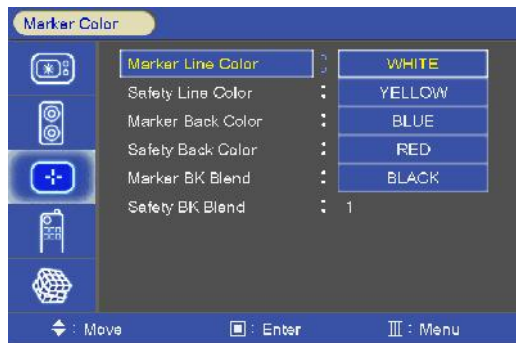 Marker Color
Marker Line Color : WHITE
Safety Line Color : YELLOW
Marker Back Color : BLUE
Safety Back Color : RED
Marker BK Blend : BLACK
Safety BK Blend : 1
: Move : Enter : Menu